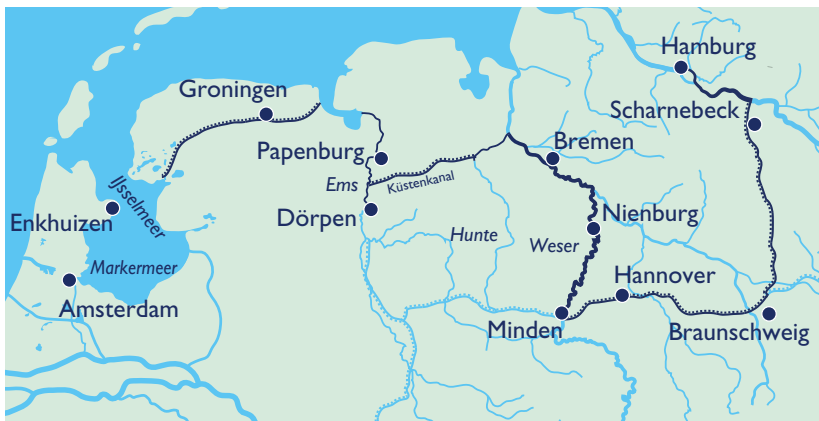 Hamburg
Groningen
Scharnebeck
Papenburg
Bremen
IJsselmeer
Ems
Küstenkanal
Enkhuizen
Dörpen
Nienburg
Hunte
Weser
Markermeer
Hannover
Amsterdam
Minden
Braunschweig